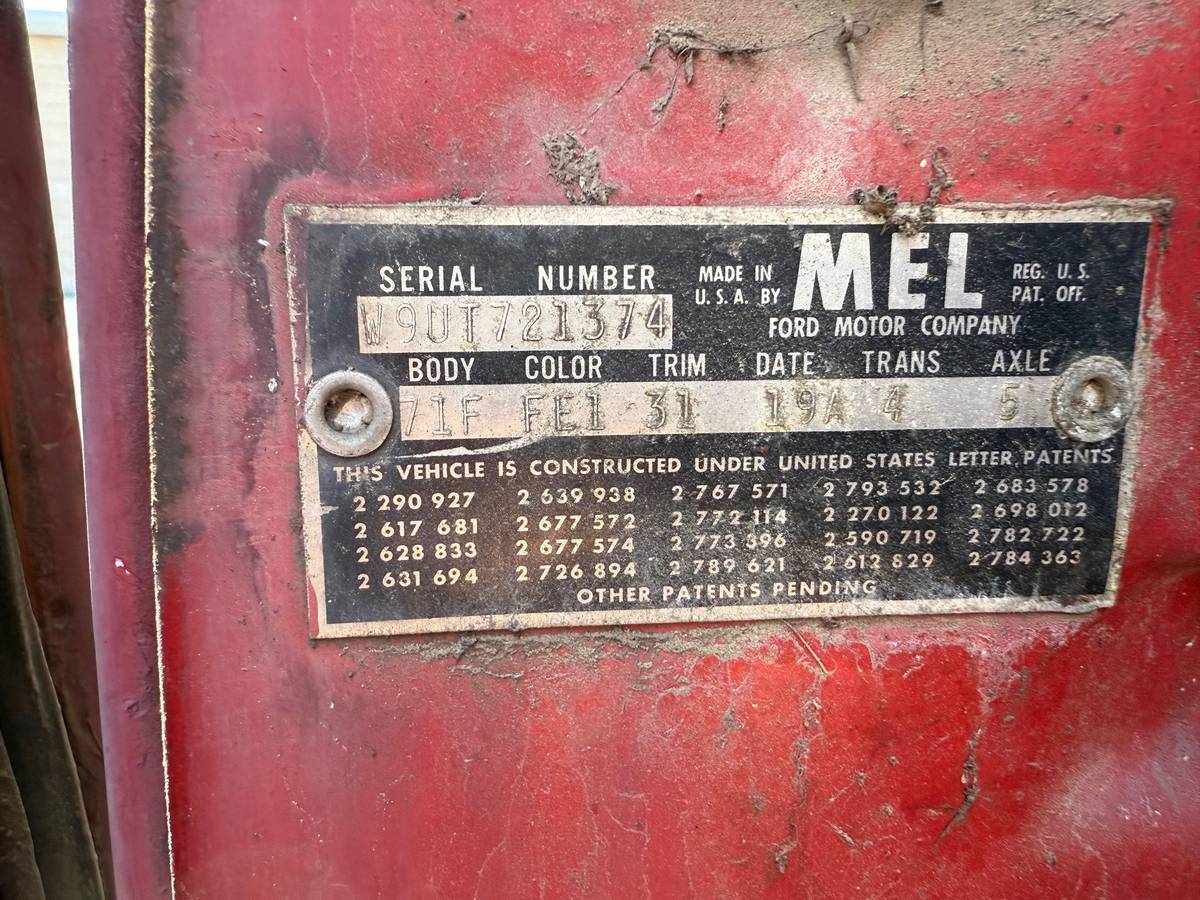 SERIAL NUMBER MADE IN MEL REG. U. S.
U. S. A. BY PAT. OFF.
W9UT721374 FORD MOTOR COMPANY
BODY COLOR TRIM DATE TRANS AXLE
71F FE1 31 19A 4 5
THIS VEHICLE IS CONSTRUCTED UNDER UNITED STATES LETTER PATENTS
2 290 927 2 639 938 2 767 571 2 793 532 2 683 578
2 617 681 2 677 572 2 772 114 2 270 122 2 698 012
2 628 833 2 677 574 2 773 396 2 590 719 2 782 722
2 631 694 2 726 894 2 789 621 2 612 829 2 784 363
OTHER PATENTS PENDING